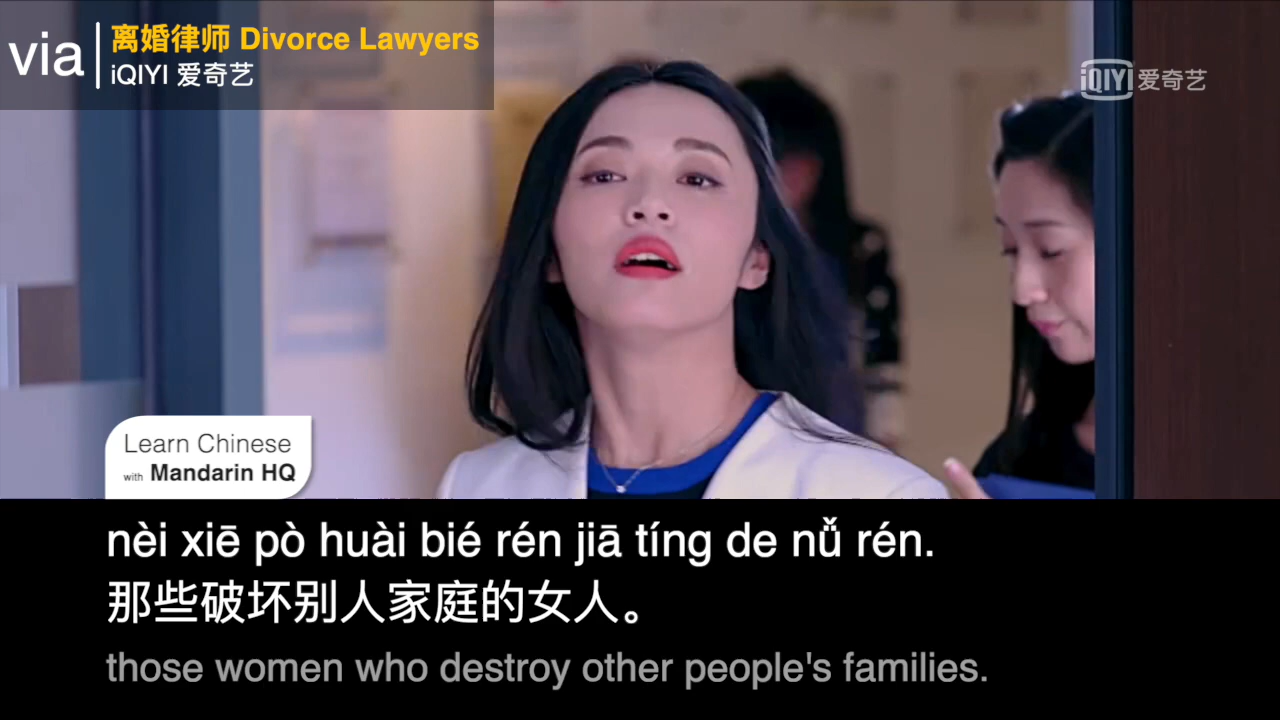 via
离婚律师 Divorce Lawyers
iQIYI 爱奇艺
iQIYI 爱奇艺
Learn Chinese
with Mandarin HQ
nèi xiē pò huài bié rén jiā tíng de nǚ rén.
那些破坏别人家庭的女人。
those women who destroy other people's families.